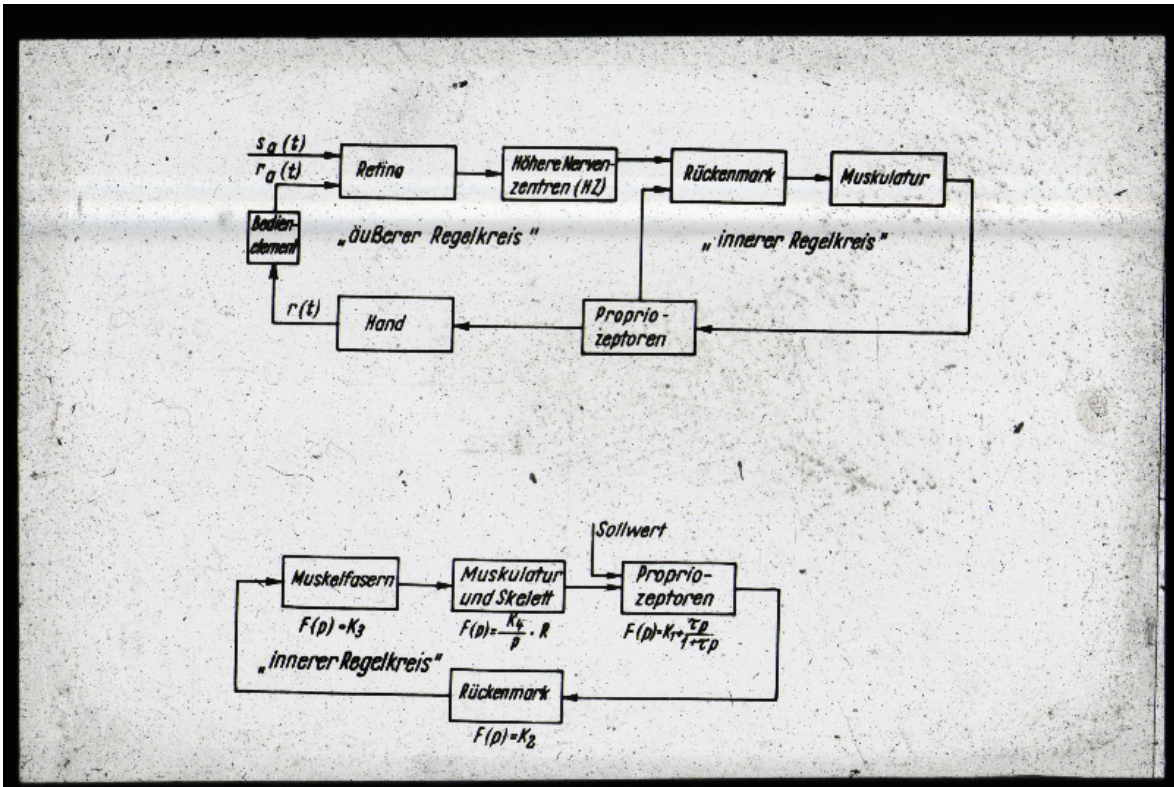 s_a(t)
r_a(t)
Retina
Höhere Nerven-
zentren (HZ)
Rückenmark
Muskulatur
Bedien-
element
„äußerer Regelkreis"
„innerer Regelkreis"
r(t)
Hand
Proprio-
zeptoren
Sollwert
Muskelfasern
Muskulatur
und Skelett
Proprio-
zeptoren
F(p)=K₃
F(p)=K₄/p · R
F(p)=K₁+τp/1+τp
„innerer Regelkreis"
Rückenmark
F(p)=K₂